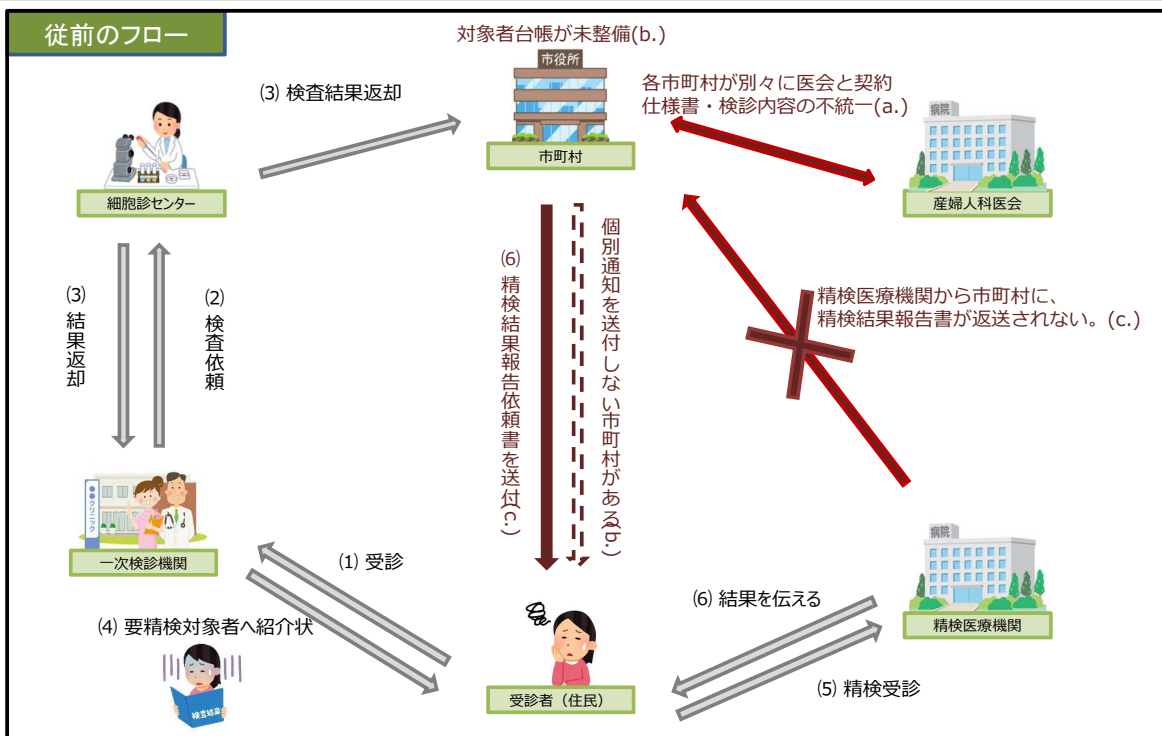 従前のフロー
対象者台帳が未整備(b.)
市役所
市町村
(3) 検査結果返却
各市町村が別々に医会と契約
仕様書・検診内容の不統一(a.)
病院
産婦人科医会
細胞診センター
(3) 結果返却
(2) 検査依頼
(6) 精検結果報告依頼書を送付(c.)
個別通知を送付しない市町村がある(b.)
精検医療機関から市町村に、
精検結果報告書が返送されない。(c.)
●●クリニック
一次検診機関
(1) 受診
(4) 要精検対象者へ紹介状
検査結果
受診者（住民）
(6) 結果を伝える
(5) 精検受診
病院
精検医療機関